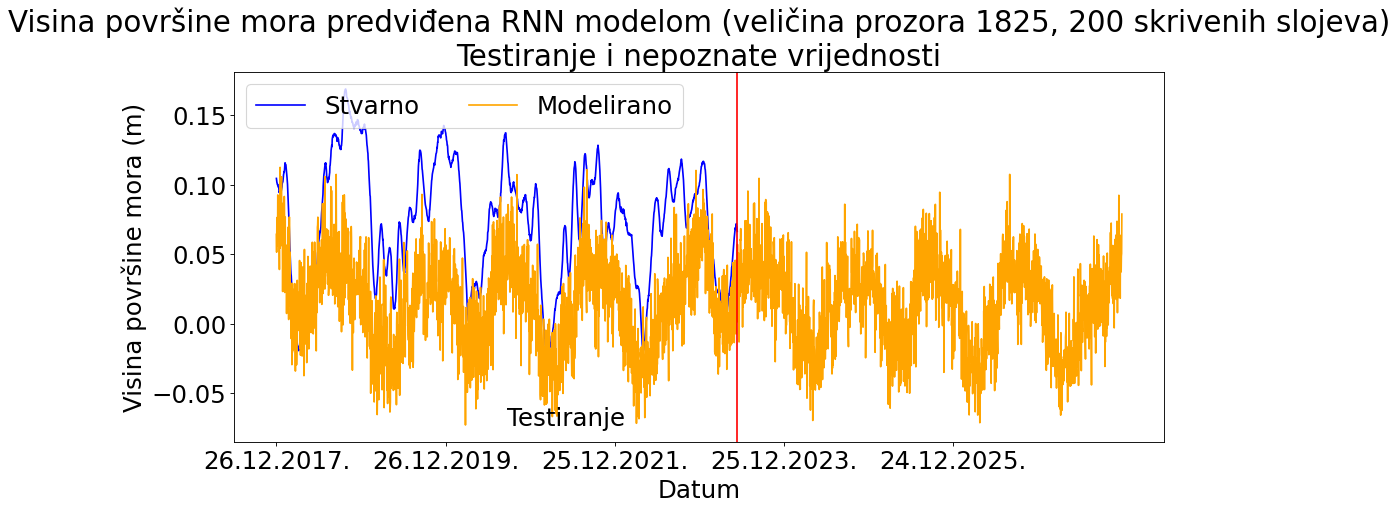 Visina površine mora predviđena RNN modelom (veličina prozora 1825, 200 skrivenih slojeva)
Testiranje i nepoznate vrijednosti
Stvarno Modelirano
Visina površine mora (m)
0.15
0.10
0.05
0.00
−0.05
Testiranje
26.12.2017. 26.12.2019. 25.12.2021. 25.12.2023. 24.12.2025.
Datum